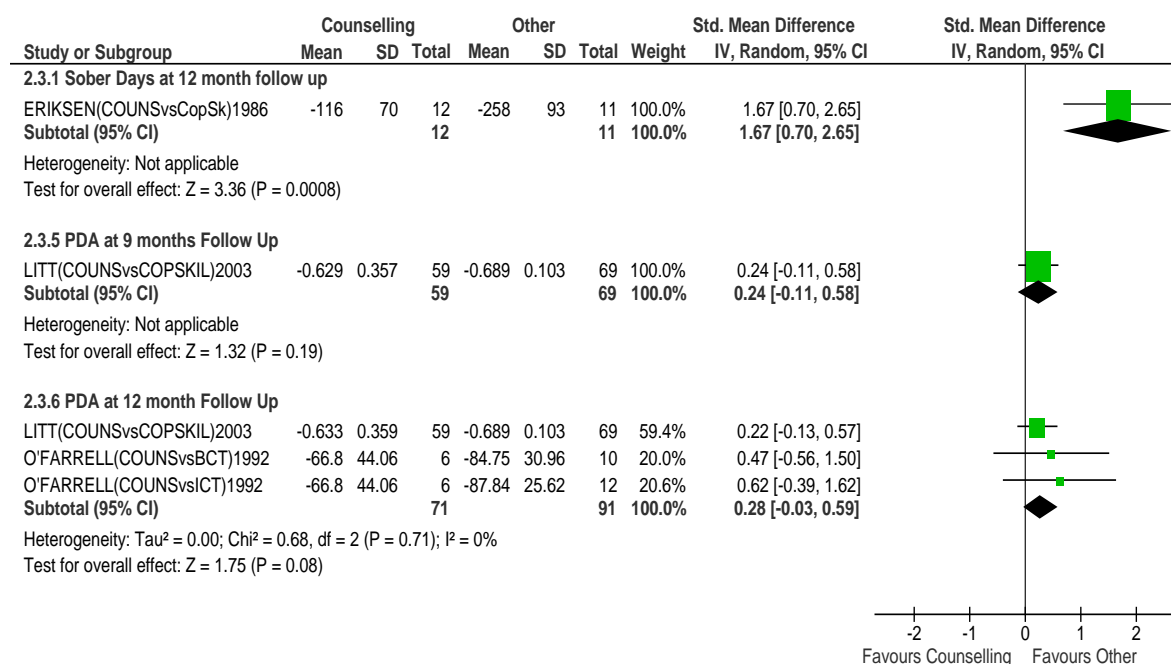 Counselling Other Std. Mean Difference Std. Mean Difference
Study or Subgroup Mean SD Total Mean SD Total Weight IV, Random, 95% CI IV, Random, 95% CI
2.3.1 Sober Days at 12 month follow up
ERIKSEN(COUNSvsCopSk)1986 -116 70 12 -258 93 11 100.0% 1.67 [0.70, 2.65]
Subtotal (95% CI) 12 11 100.0% 1.67 [0.70, 2.65]
Heterogeneity: Not applicable
Test for overall effect: Z = 3.36 (P = 0.0008)
2.3.5 PDA at 9 months Follow Up
LITT(COUNSvsCOPSKIL)2003 -0.629 0.357 59 -0.689 0.103 69 100.0% 0.24 [-0.11, 0.58]
Subtotal (95% CI) 59 69 100.0% 0.24 [-0.11, 0.58]
Heterogeneity: Not applicable
Test for overall effect: Z = 1.32 (P = 0.19)
2.3.6 PDA at 12 month Follow Up
LITT(COUNSvsCOPSKIL)2003 -0.633 0.359 59 -0.689 0.103 69 59.4% 0.22 [-0.13, 0.57]
O'FARRELL(COUNSvsBCT)1992 -66.8 44.06 6 -84.75 30.96 10 20.0% 0.47 [-0.56, 1.50]
O'FARRELL(COUNSvsICT)1992 -66.8 44.06 6 -87.84 25.62 12 20.6% 0.62 [-0.39, 1.62]
Subtotal (95% CI) 71 91 100.0% 0.28 [-0.03, 0.59]
Heterogeneity: Tau² = 0.00; Chi² = 0.68, df = 2 (P = 0.71); I² = 0%
Test for overall effect: Z = 1.75 (P = 0.08)
-2 -1 0 1 2
Favours Counselling Favours Other